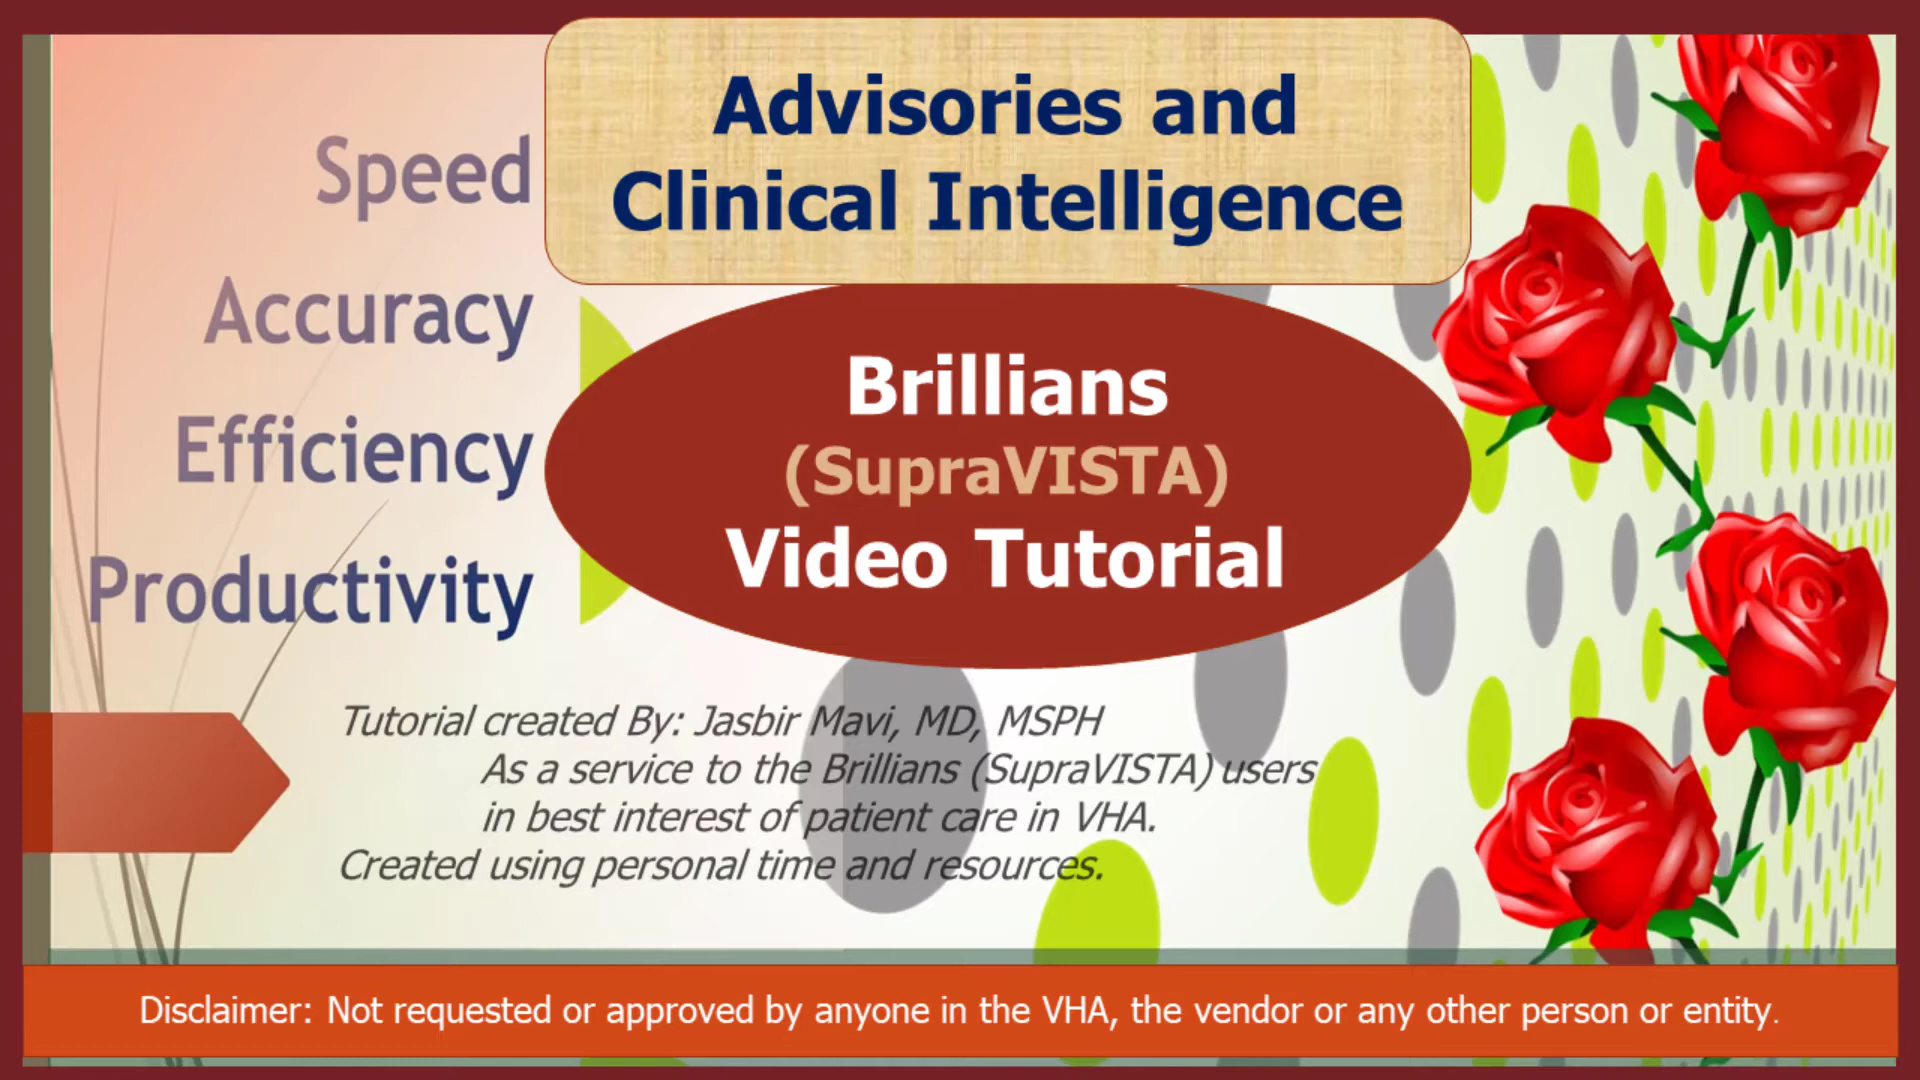 Advisories and
Clinical Intelligence
Speed
Accuracy
Efficiency
Productivity
Brillians
(SupraVISTA)
Video Tutorial
Tutorial created By: Jasbir Mavi, MD, MSPH
As a service to the Brillians (SupraVISTA) users
in best interest of patient care in VHA.
Created using personal time and resources.
Disclaimer: Not requested or approved by anyone in the VHA, the vendor or any other person or entity.